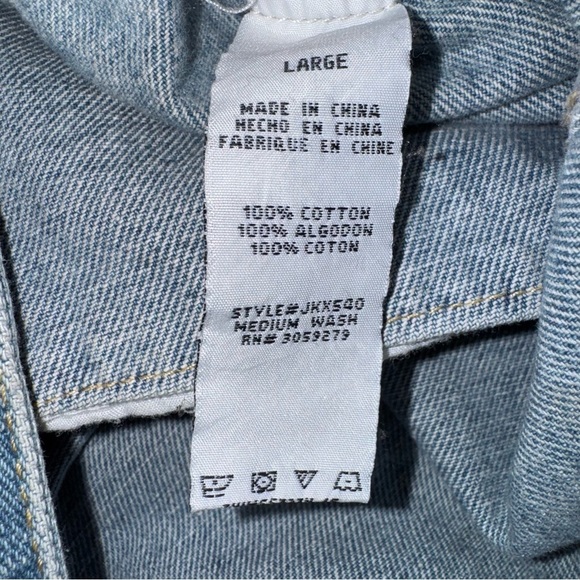 LARGE
MADE IN CHINA
HECHO EN CHINA
FABRIQUE EN CHINE
100% COTTON
100% ALGODON
100% COTON
STYLE#JKX540
MEDIUM WASH
RN# 3059279